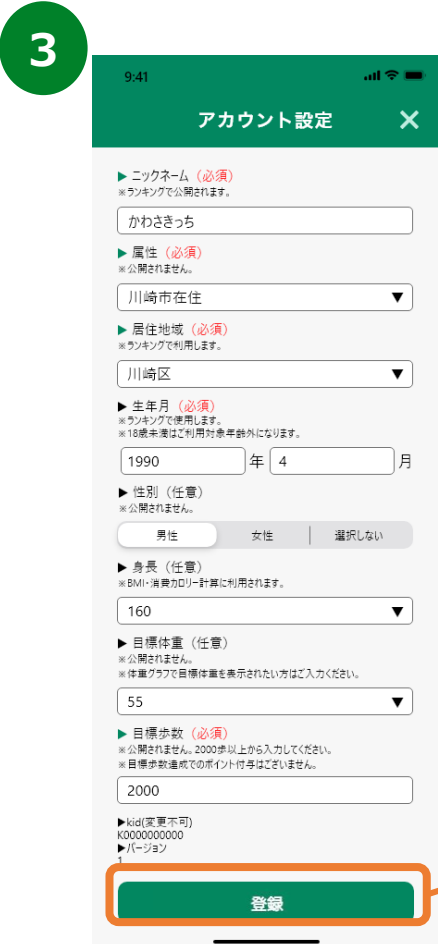 3
9:41
アカウント設定 ×
▶ ニックネーム（必須）
※ランキングで公開されます。
かわさきっち
▶ 属性（必須）
※公開されません。
川崎市在住 ▼
▶ 居住地域（必須）
※ランキングで利用します。
川崎区 ▼
▶ 生年月（必須）
※ランキングで使用します。
※18歳未満はご利用対象年齢外になります。
1990 年 4 月
▶ 性別（任意）
※公開されません。
男性 女性 選択しない
▶ 身長（任意）
※BMI・消費カロリー計算に利用されます。
160 ▼
▶ 目標体重（任意）
※公開されません。
※体重グラフで目標体重を表示されたい方はご入力ください。
55 ▼
▶ 目標歩数（必須）
※公開されません。2000歩以上から入力してください。
※目標歩数達成でのポイント付与はございません。
2000
▶kid(変更不可)
K0000000000
▶バージョン
1
登録